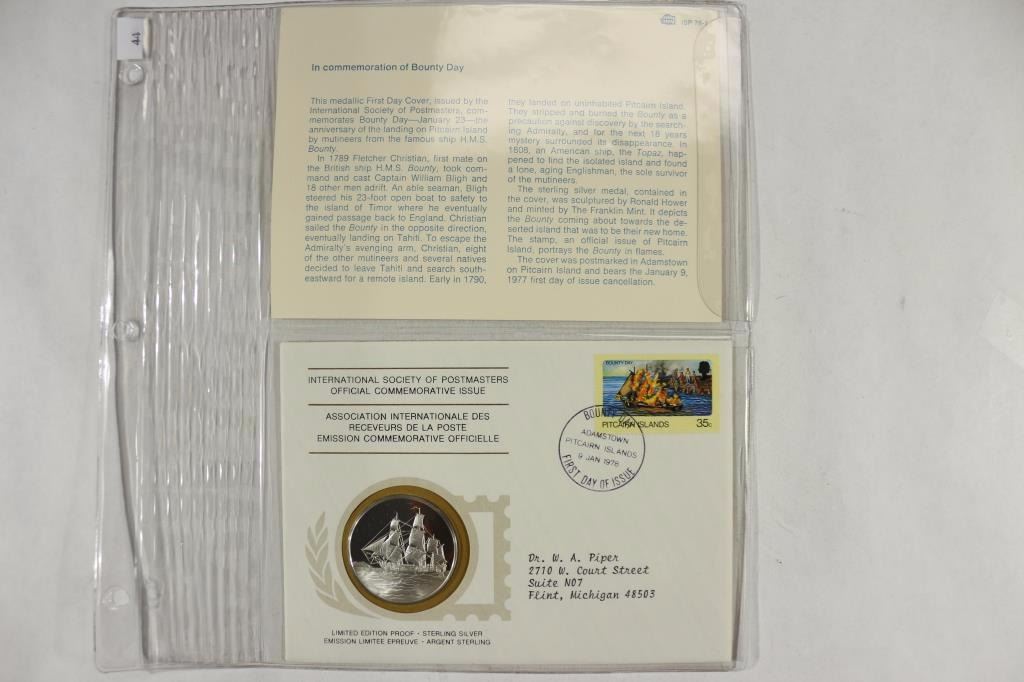 44
ISP 78-1
In commemoration of Bounty Day
This medallic First Day Cover, issued by the
International Society of Postmasters, com-
memorates Bounty Day—January 23—the
anniversary of the landing on Pitcairn Island
by mutineers from the famous ship H.M.S.
Bounty.
In 1789 Fletcher Christian, first mate on
the British ship H.M.S. Bounty, took com-
mand and cast Captain William Bligh and
18 other men adrift. An able seaman, Bligh
steered his 23-foot open boat to safety to
the island of Timor where he eventually
gained passage back to England. Christian
sailed the Bounty in the opposite direction,
eventually landing on Tahiti. To escape the
Admiralty's avenging arm, Christian, eight
of the other mutineers and several natives
decided to leave Tahiti and search south-
eastward for a remote island. Early in 1790,
they landed on uninhabited Pitcairn Island.
They stripped and burned the Bounty as a
precaution against discovery by the search-
ing Admiralty, and for the next 18 years
mystery surrounded its disappearance. In
1808, an American ship, the Topaz, hap-
pened to find the isolated island and found
a lone, aging Englishman, the sole survivor
of the mutineers.
The sterling silver medal, contained in
the cover, was sculptured by Ronald Hower
and minted by The Franklin Mint. It depicts
the Bounty coming about towards the de-
serted island that was to be their new home.
The stamp, an official issue of Pitcairn
Island, portrays the Bounty in flames.
The cover was postmarked in Adamstown
on Pitcairn Island and bears the January 9,
1977 first day of issue cancellation.
INTERNATIONAL SOCIETY OF POSTMASTERS
OFFICIAL COMMEMORATIVE ISSUE
ASSOCIATION INTERNATIONALE DES
RECEVEURS DE LA POSTE
EMISSION COMMEMORATIVE OFFICIELLE
BOUNTY DAY
PITCAIRN ISLANDS 35c
BOUNTY DAY
ADAMSTOWN
PITCAIRN ISLANDS
9 JAN 1978
FIRST DAY OF ISSUE
Dr. W. A. Piper
2710 W. Court Street
Suite N07
Flint, Michigan 48503
LIMITED EDITION PROOF - STERLING SILVER
EMISSION LIMITEE EPREUVE - ARGENT STERLING